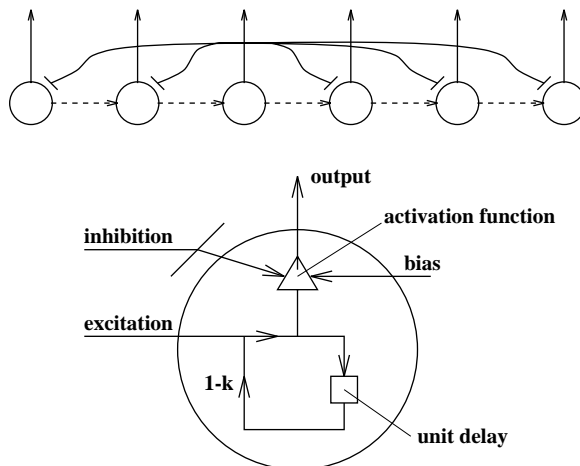 output
activation function
inhibition
bias
excitation
1-k
unit delay